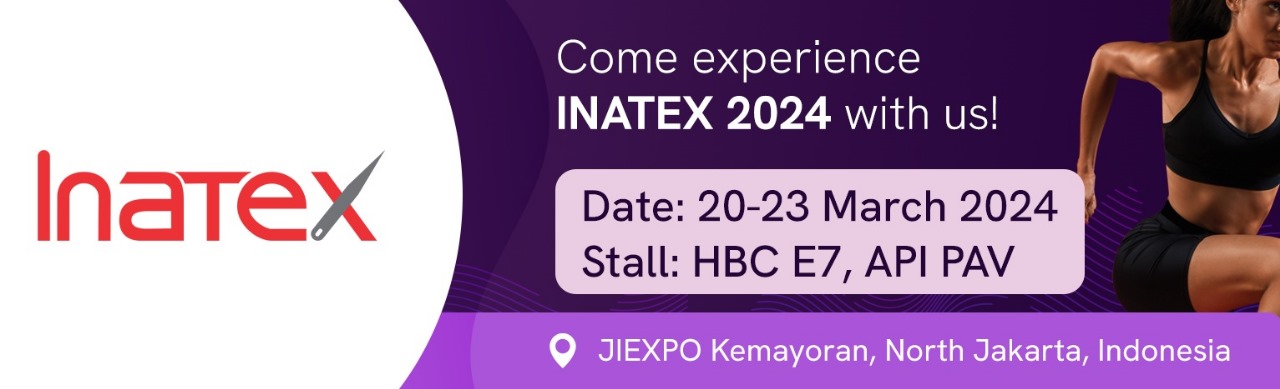 Inatex
Come experience
INATEX 2024 with us!
Date: 20-23 March 2024
Stall: HBC E7, API PAV
JIEXPO Kemayoran, North Jakarta, Indonesia